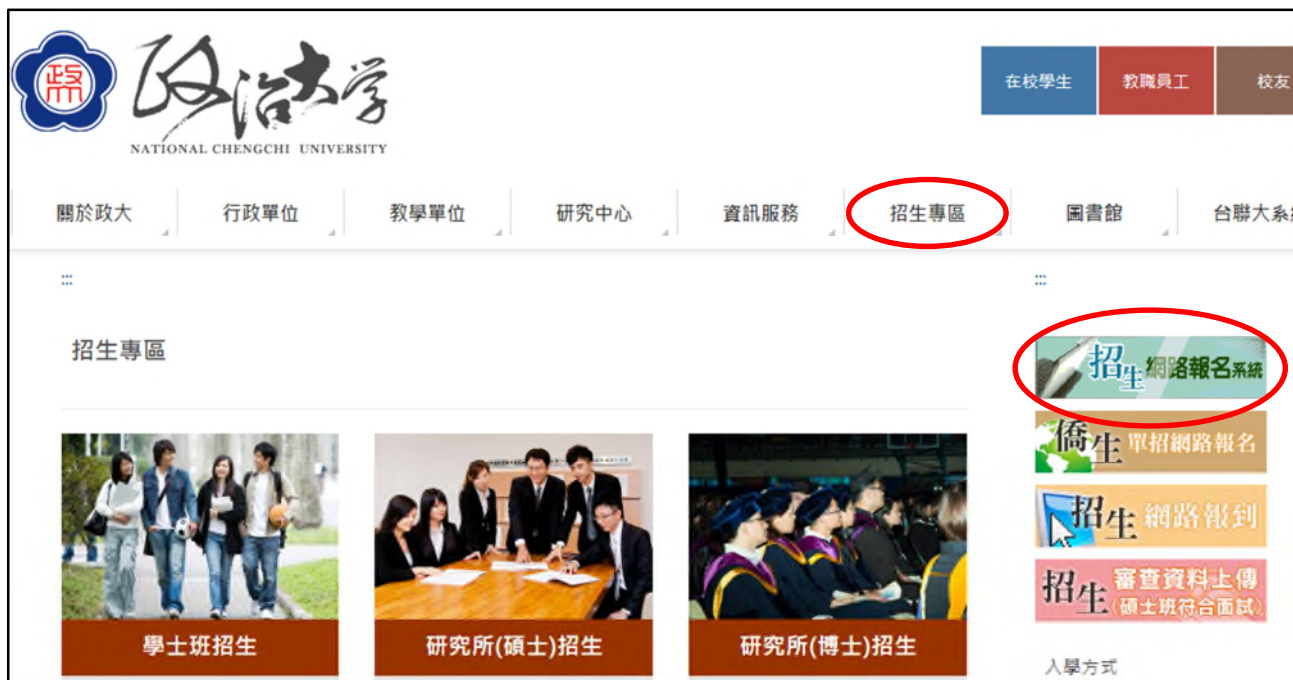 政治大学
NATIONAL CHENGCHI UNIVERSITY
在校學生 教職員工 校友
關於政大 行政單位 教學單位 研究中心 資訊服務 招生專區 圖書館 台聯大系
招生專區
招生網路報名系統
僑生單招網路報名
招生網路報到
招生審查資料上傳
(碩士班符合面試)
學士班招生 研究所(碩士)招生 研究所(博士)招生
入學方式